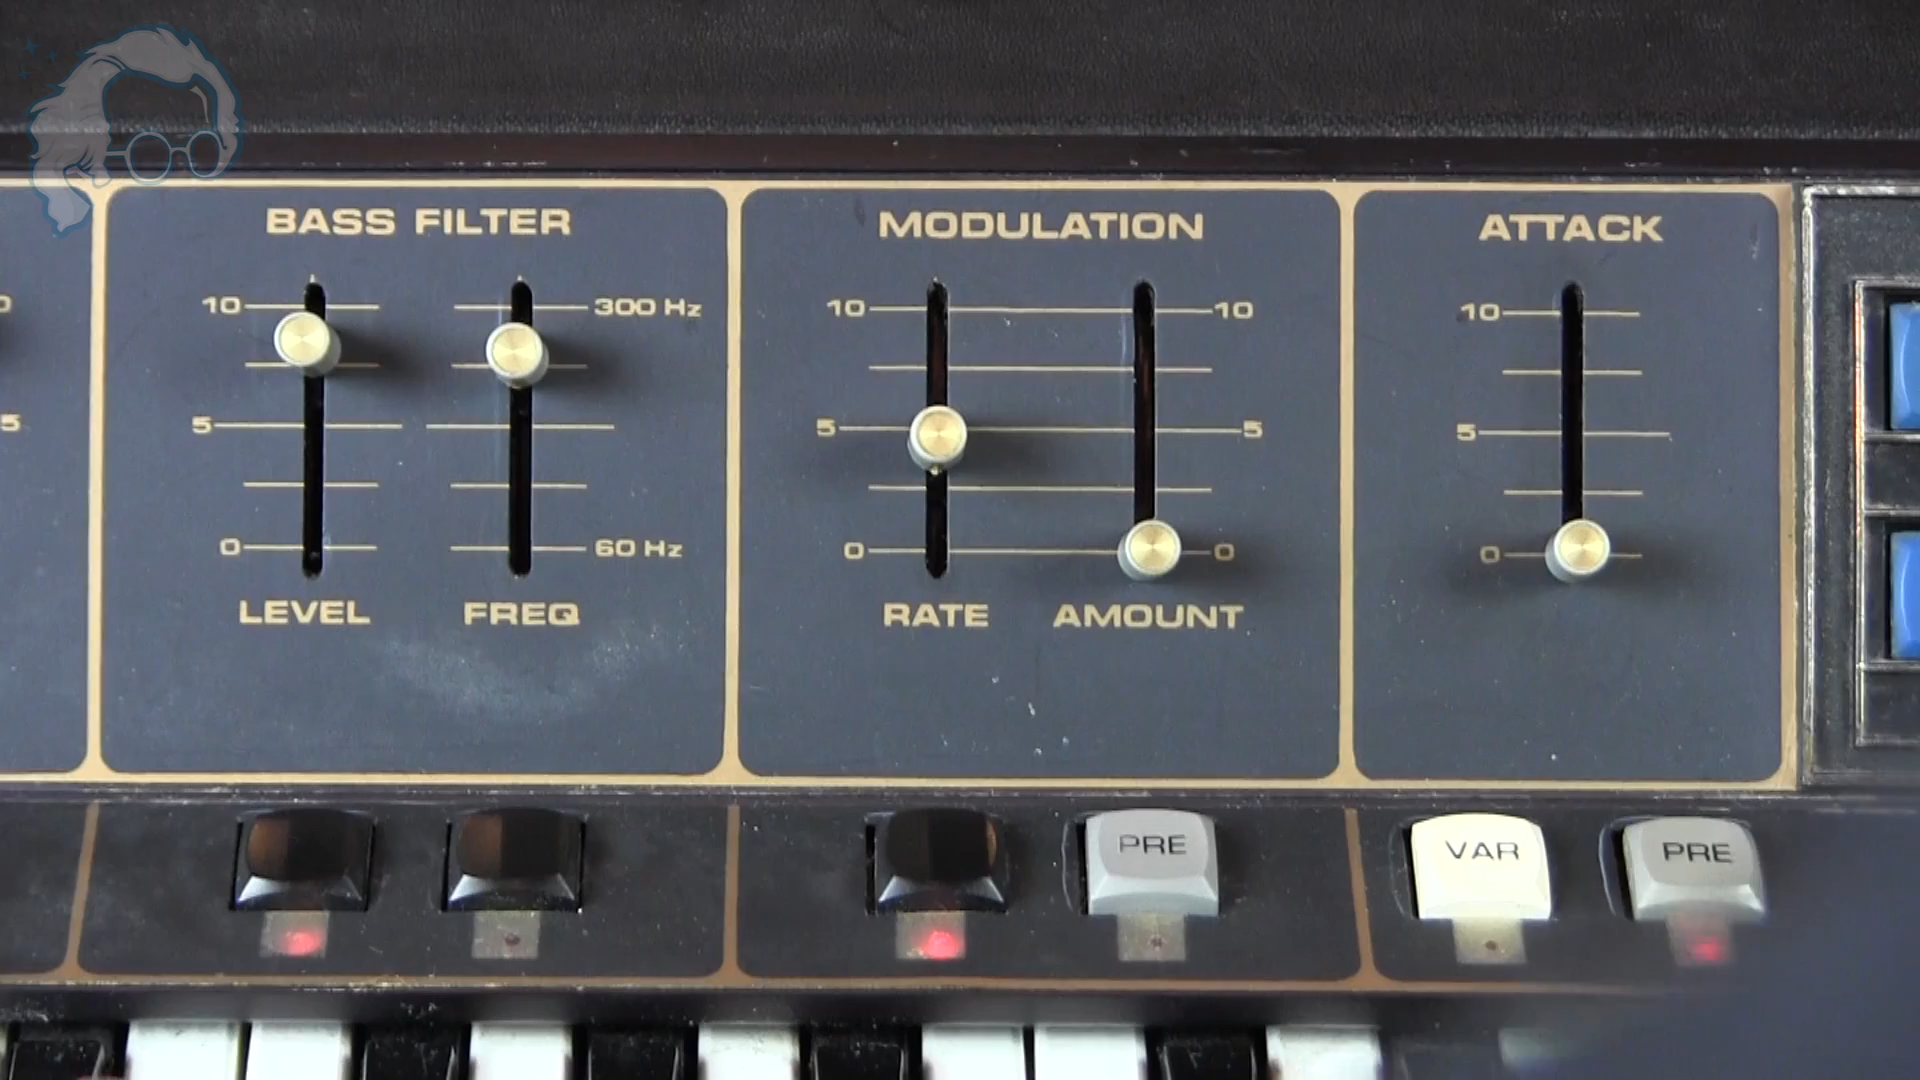 BASS FILTER
10
300 Hz
5
0
60 Hz
LEVEL FREQ
MODULATION
10 10
5 5
0 0
RATE AMOUNT
ATTACK
10
5
0
5
PRE
VAR
PRE